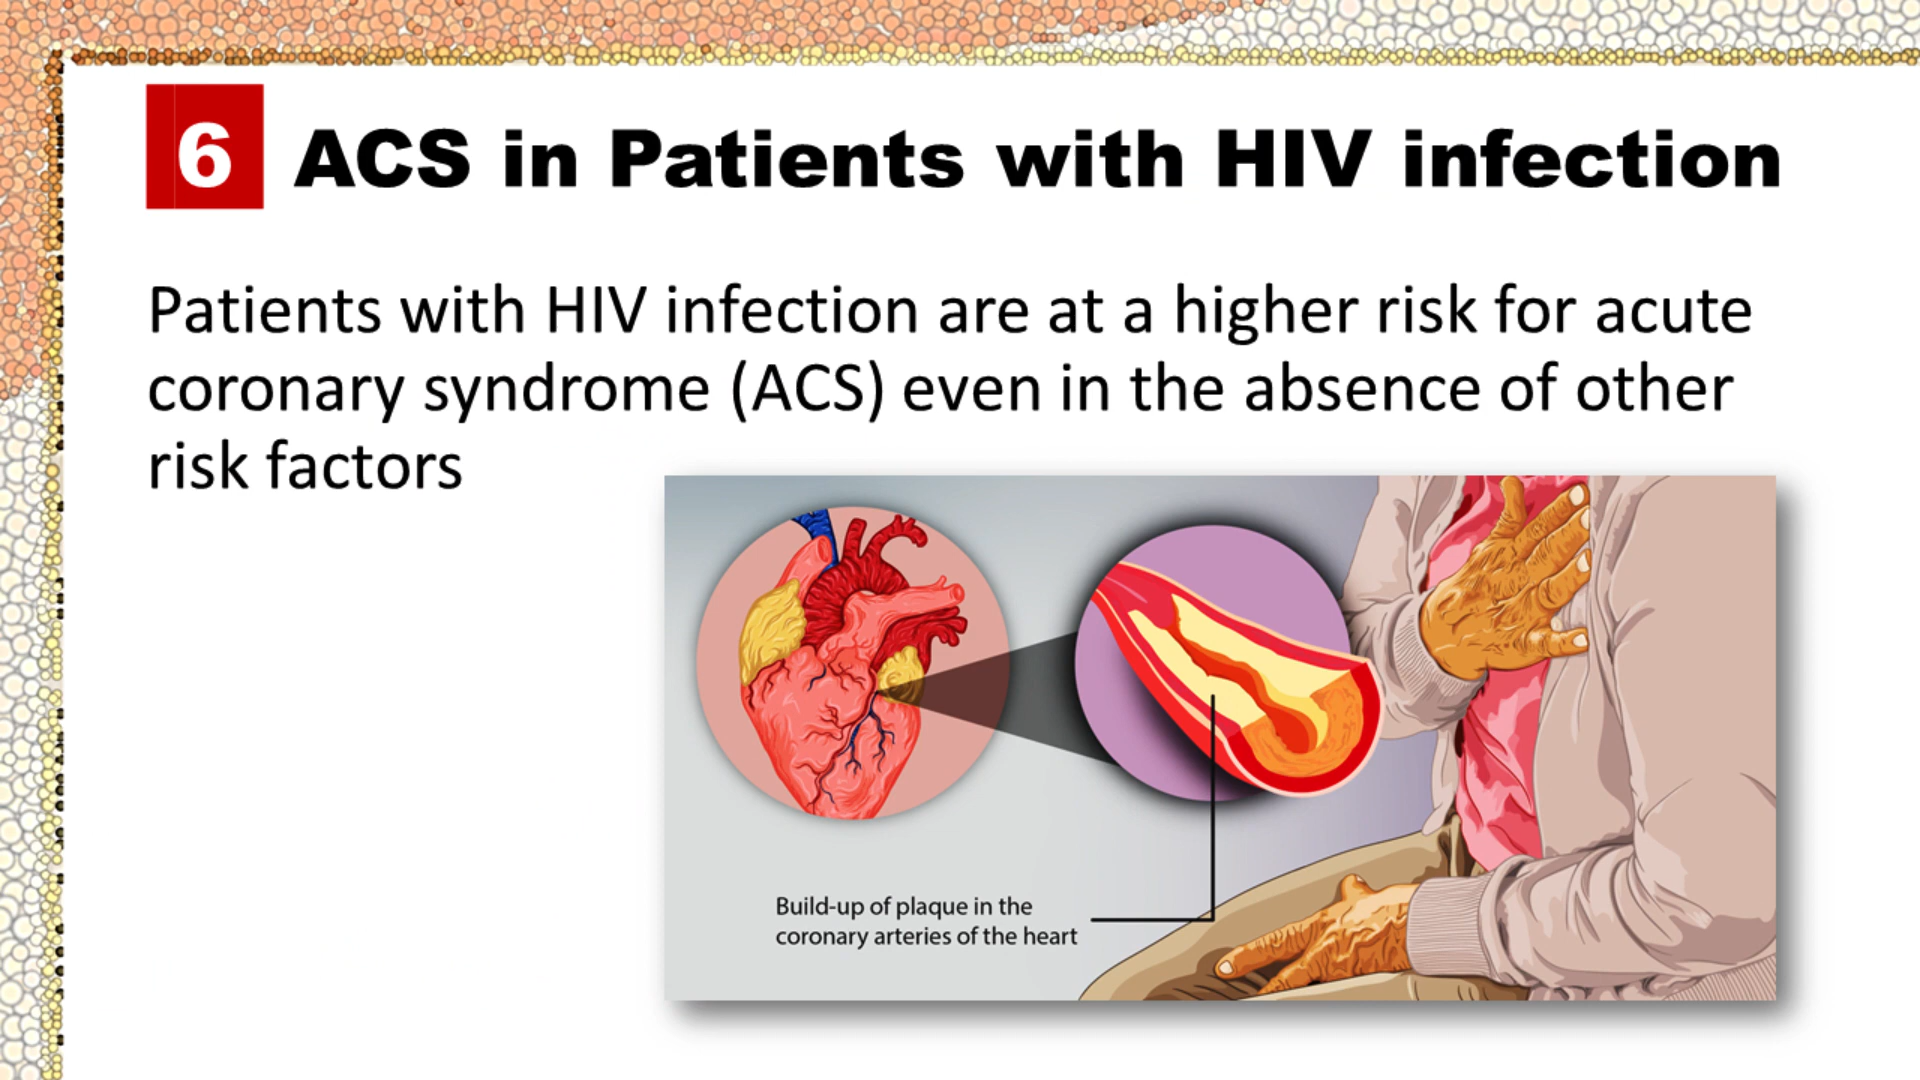 6 ACS in Patients with HIV infection
Patients with HIV infection are at a higher risk for acute
coronary syndrome (ACS) even in the absence of other
risk factors
Build-up of plaque in the
coronary arteries of the heart